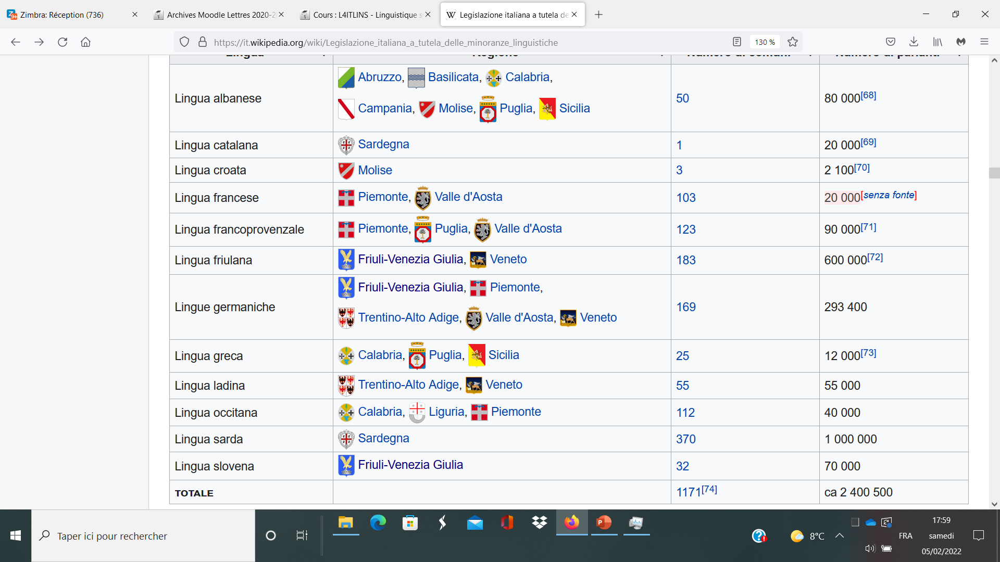 Zimbra: Réception (736)
Archives Moodle Lettres 2020-2
Cours : L4ITLINS - Linguistique s
Legislazione italiana a tutela de
https://it.wikipedia.org/wiki/Legislazione_italiana_a_tutela_delle_minoranze_linguistiche
130 %
Lingua Regione Numero di comuni Numero di parlanti
Lingua albanese Abruzzo, Basilicata, Calabria,
Campania, Molise, Puglia, Sicilia 50 80 000[68]
Lingua catalana Sardegna 1 20 000[69]
Lingua croata Molise 3 2 100[70]
Lingua francese Piemonte, Valle d'Aosta 103 20 000[senza fonte]
Lingua francoprovenzale Piemonte, Puglia, Valle d'Aosta 123 90 000[71]
Lingua friulana Friuli-Venezia Giulia, Veneto 183 600 000[72]
Lingue germaniche Friuli-Venezia Giulia, Piemonte,
Trentino-Alto Adige, Valle d'Aosta, Veneto 169 293 400
Lingua greca Calabria, Puglia, Sicilia 25 12 000[73]
Lingua ladina Trentino-Alto Adige, Veneto 55 55 000
Lingua occitana Calabria, Liguria, Piemonte 112 40 000
Lingua sarda Sardegna 370 1 000 000
Lingua slovena Friuli-Venezia Giulia 32 70 000
TOTALE 1171[74] ca 2 400 500
Taper ici pour rechercher
8°C
FRA
17:59
samedi
05/02/2022